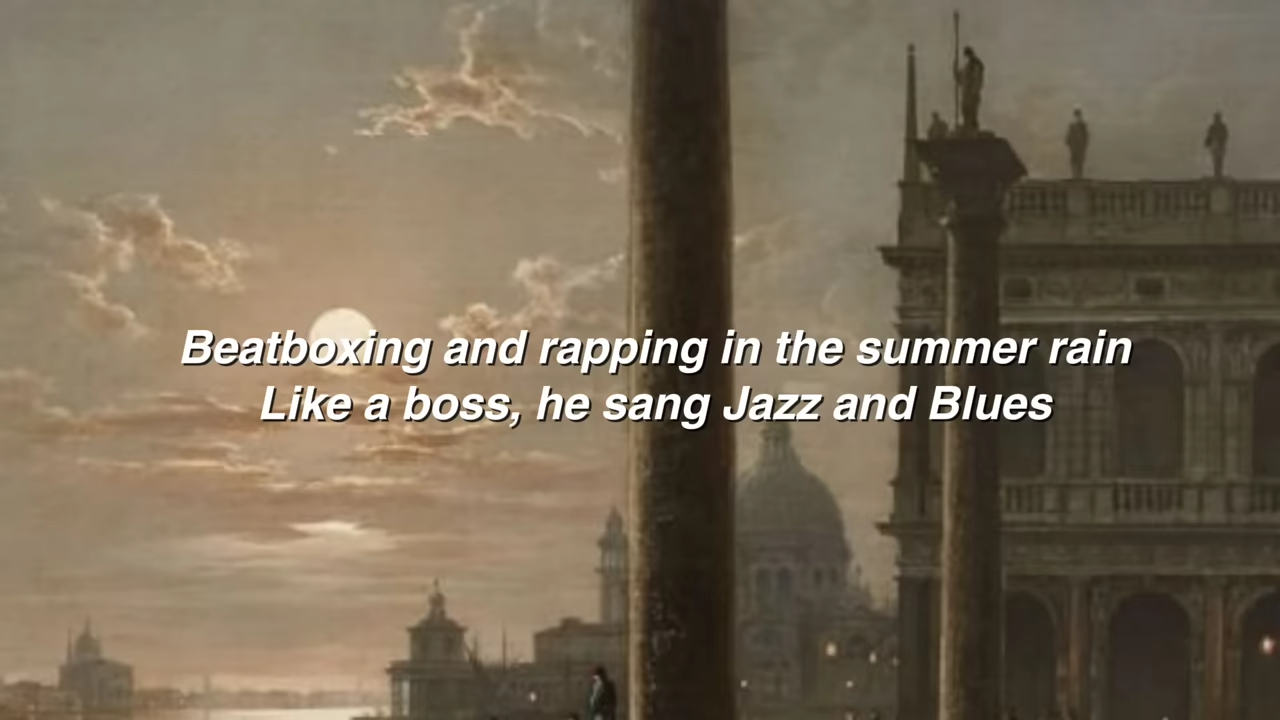 Beatboxing and rapping in the summer rain
Like a boss, he sang Jazz and Blues